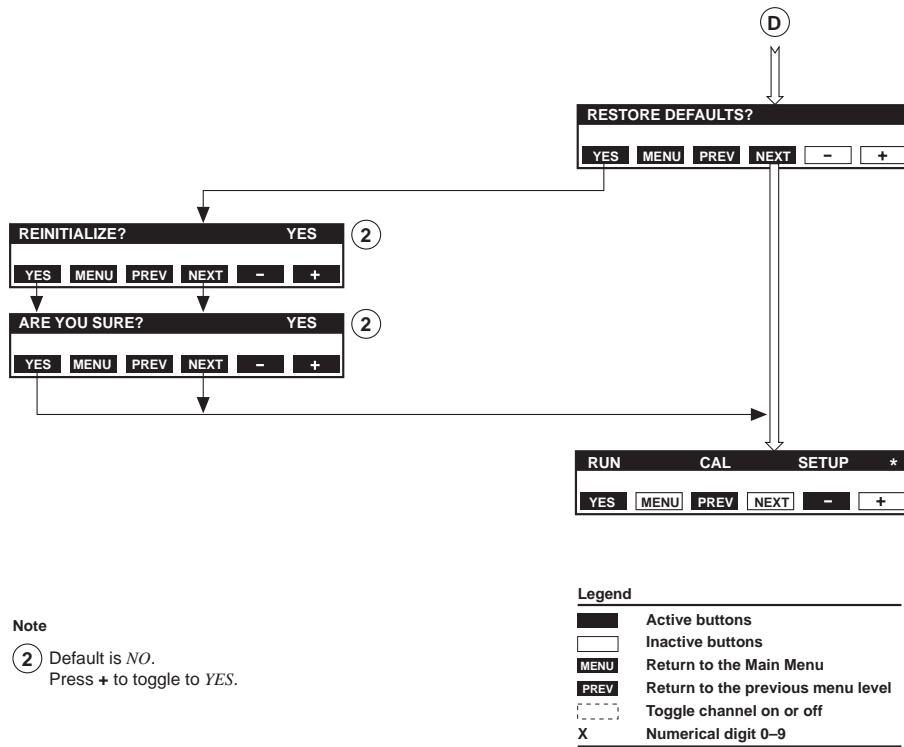 D
RESTORE DEFAULTS?
YES MENU PREV NEXT – +
REINITIALIZE? YES 2
YES MENU PREV NEXT – +
ARE YOU SURE? YES 2
YES MENU PREV NEXT – +
RUN CAL SETUP *
YES MENU PREV NEXT – +
Note
2 Default is NO.
Press + to toggle to YES.
Legend
Active buttons
Inactive buttons
MENU Return to the Main Menu
PREV Return to the previous menu level
Toggle channel on or off
X Numerical digit 0–9